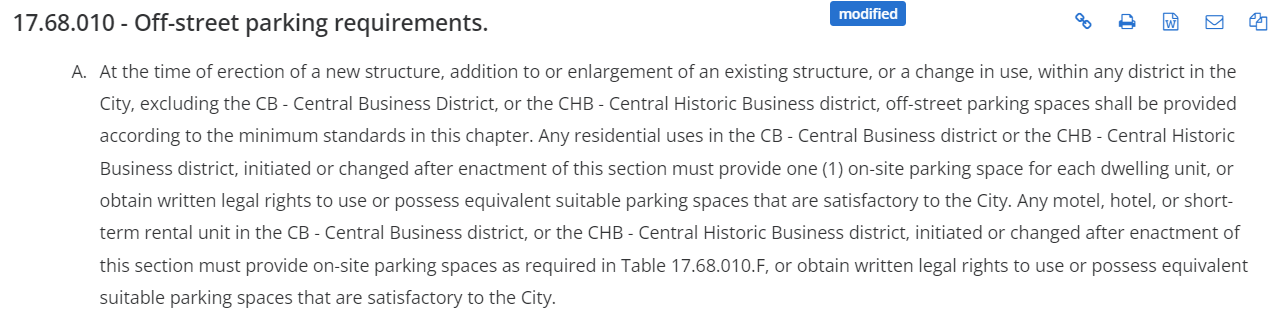 17.68.010 - Off-street parking requirements.
modified
A. At the time of erection of a new structure, addition to or enlargement of an existing structure, or a change in use, within any district in the
City, excluding the CB - Central Business District, or the CHB - Central Historic Business district, off-street parking spaces shall be provided
according to the minimum standards in this chapter. Any residential uses in the CB - Central Business district or the CHB - Central Historic
Business district, initiated or changed after enactment of this section must provide one (1) on-site parking space for each dwelling unit, or
obtain written legal rights to use or possess equivalent suitable parking spaces that are satisfactory to the City. Any motel, hotel, or short-
term rental unit in the CB - Central Business district, or the CHB - Central Historic Business district, initiated or changed after enactment of
this section must provide on-site parking spaces as required in Table 17.68.010.F, or obtain written legal rights to use or possess equivalent
suitable parking spaces that are satisfactory to the City.